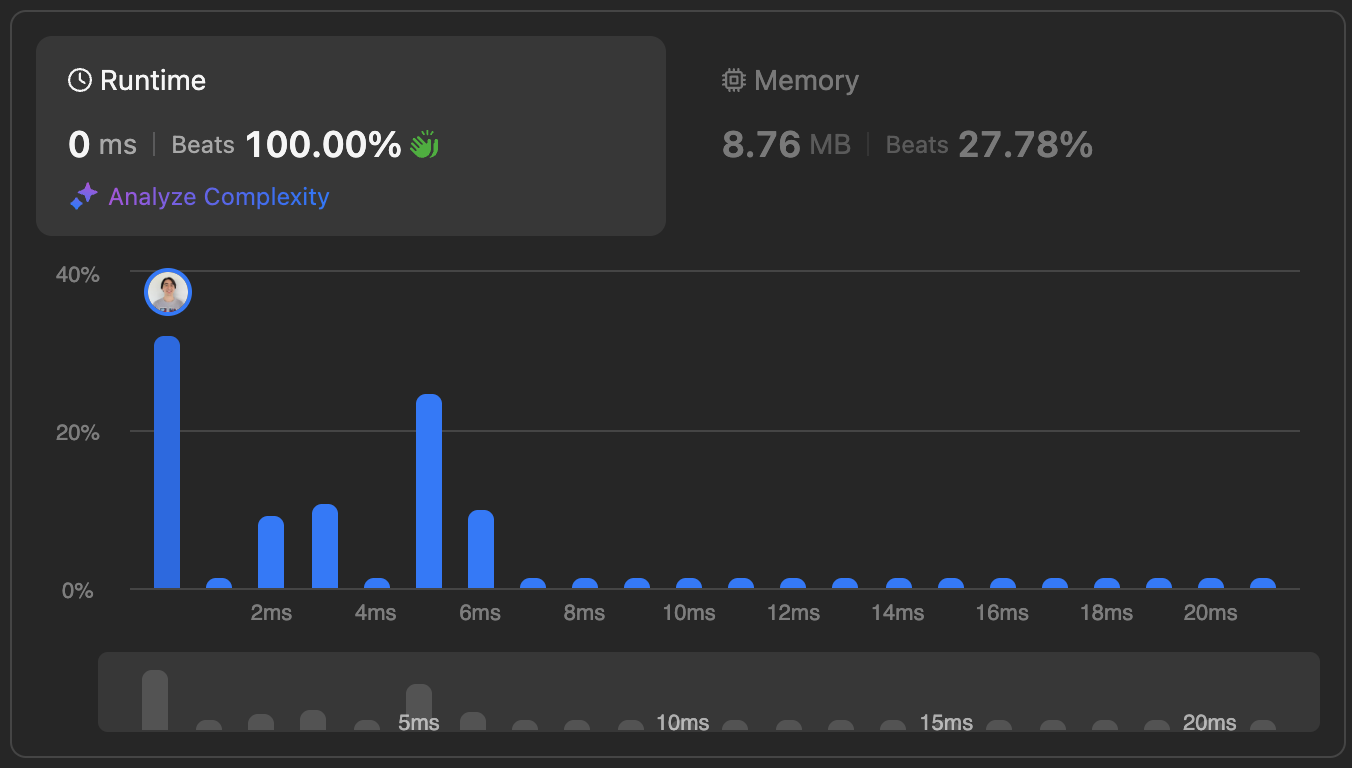 Runtime
0 ms | Beats 100.00%
Analyze Complexity
Memory
8.76 MB | Beats 27.78%
40%
20%
0%
2ms 4ms 6ms 8ms 10ms 12ms 14ms 16ms 18ms 20ms
5ms 10ms 15ms 20ms